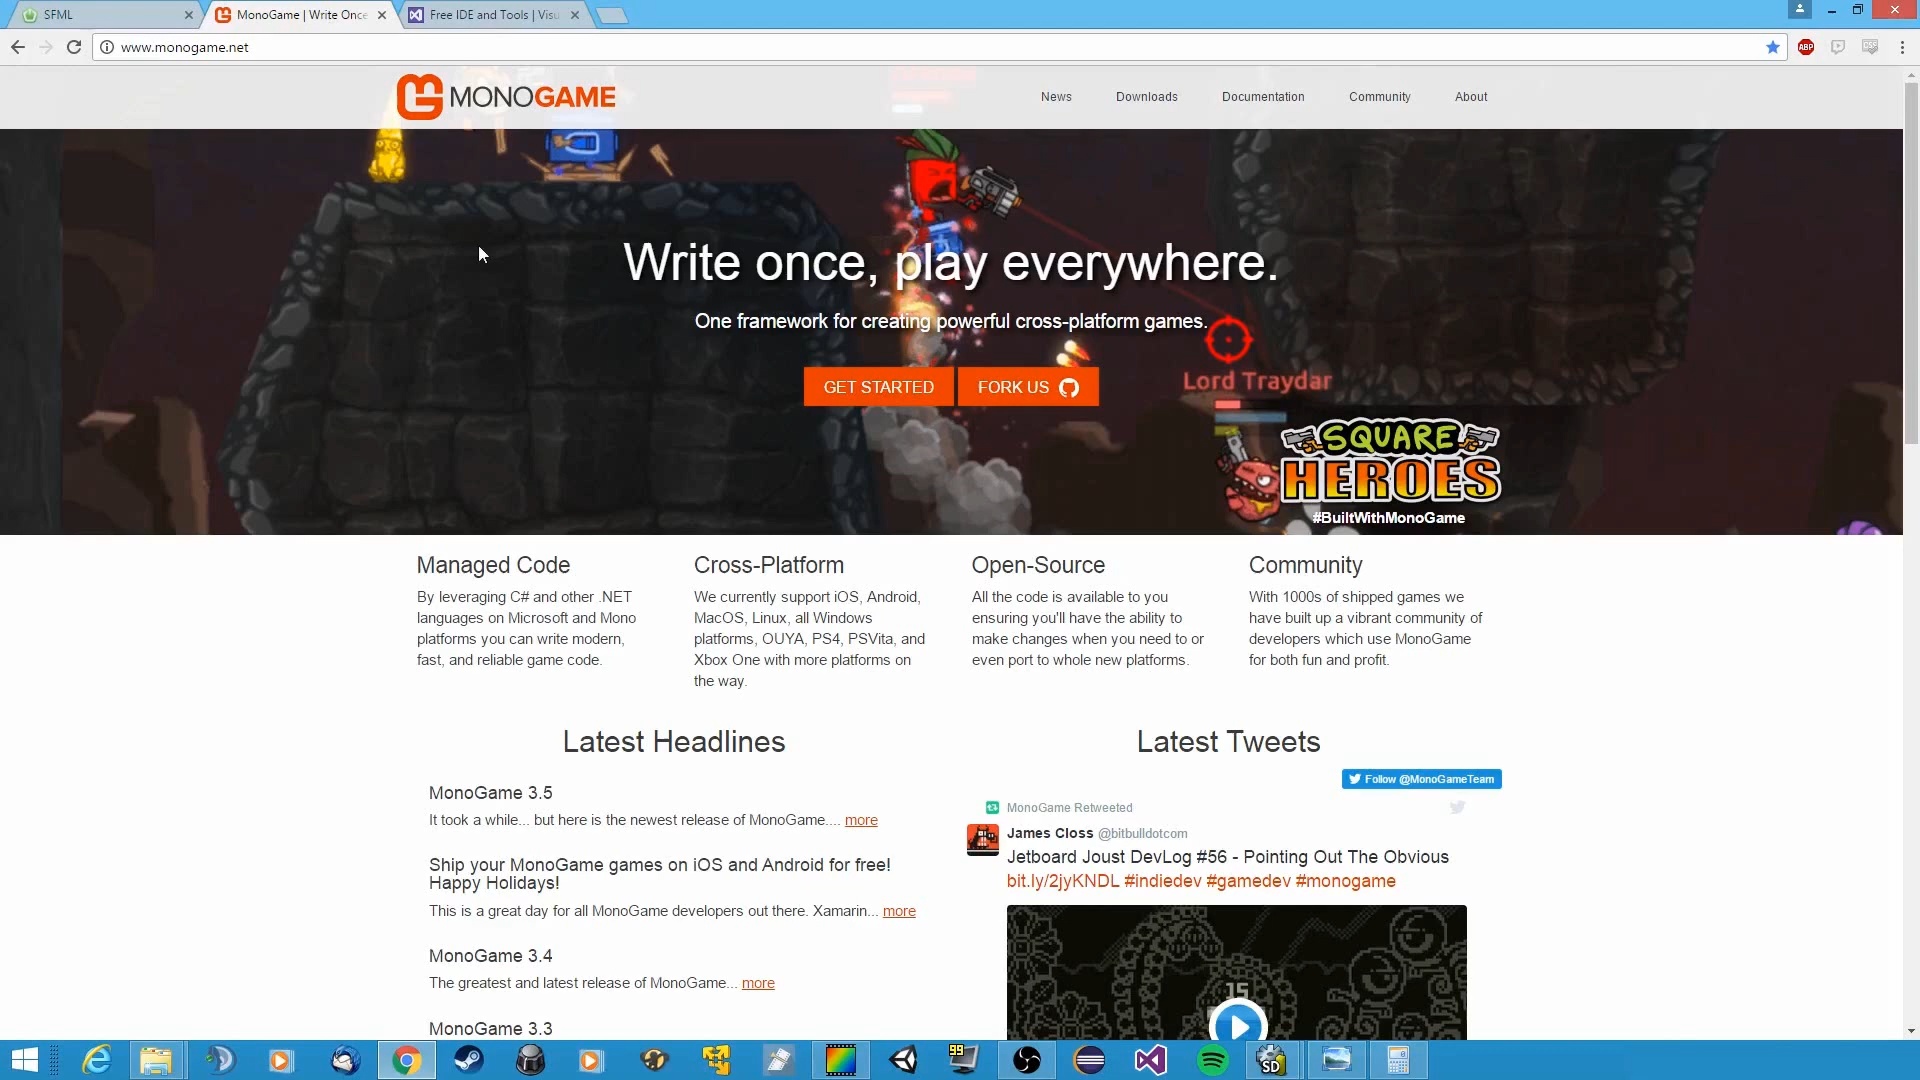 SFML
MonoGame | Write Once
Free IDE and Tools | Visu
www.monogame.net
ABP
CSS
MONOGAME
News
Downloads
Documentation
Community
About
Write once, play everywhere.
One framework for creating powerful cross-platform games.
GET STARTED
FORK US
Lord Traydar
SQUARE
HEROES
#BuiltWithMonoGame
Managed Code
By leveraging C# and other .NET
languages on Microsoft and Mono
platforms you can write modern,
fast, and reliable game code.
Cross-Platform
We currently support iOS, Android,
MacOS, Linux, all Windows
platforms, OUYA, PS4, PSVita, and
Xbox One with more platforms on
the way.
Open-Source
All the code is available to you
ensuring you'll have the ability to
make changes when you need to or
even port to whole new platforms.
Community
With 1000s of shipped games we
have built up a vibrant community of
developers which use MonoGame
for both fun and profit.
Latest Headlines
MonoGame 3.5
It took a while... but here is the newest release of MonoGame.... more
Ship your MonoGame games on iOS and Android for free!
Happy Holidays!
This is a great day for all MonoGame developers out there. Xamarin... more
MonoGame 3.4
The greatest and latest release of MonoGame... more
MonoGame 3.3
Latest Tweets
Follow @MonoGameTeam
MonoGame Retweeted
James Closs @bitbulldotcom
Jetboard Joust DevLog #56 - Pointing Out The Obvious
bit.ly/2jyKNDL #indiedev #gamedev #monogame
15
99
SD